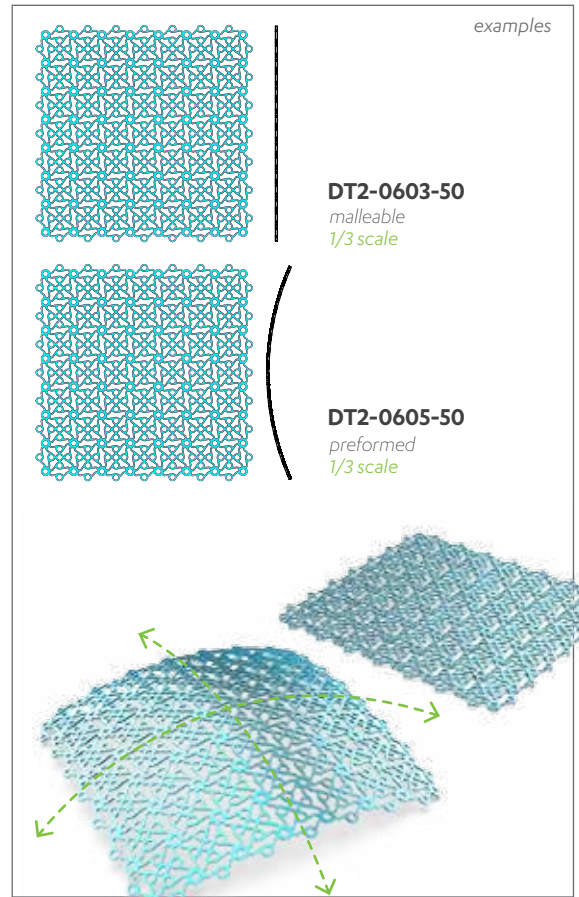 examples
DT2-0603-50
malleable
1/3 scale
DT2-0605-50
preformed
1/3 scale